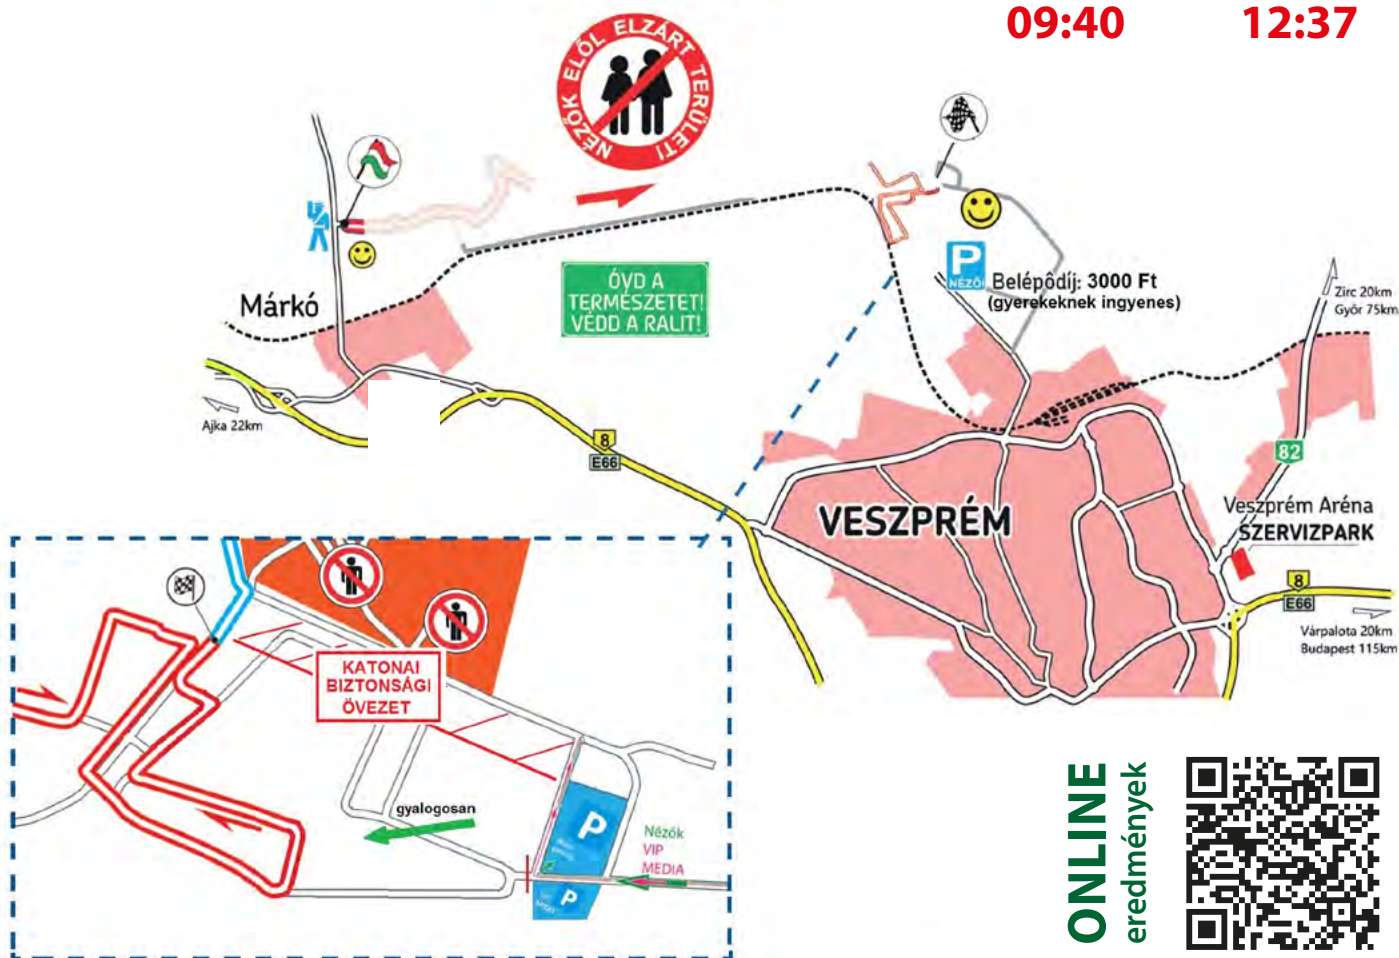 09:40
12:37
NÉZŐK ELŐL ELZÁRT TERÜLET!
ÓVD A
TERMÉSZETET!
VÉDD A RALIT!
P
NÉZŐI
Belépôdíj: 3000 Ft
(gyerekeknek ingyenes)
Márkó
Zirc 20km
Győr 75km
Ajka 22km
8
E66
82
VESZPRÉM
Veszprém Aréna
SZERVIZPARK
8
E66
Várpalota 20km
Budapest 115km
KATONAI
BIZTONSÁGI
ÖVEZET
gyalogosan
P
Nézők
VIP
MEDIA
P
ONLINE
eredmények